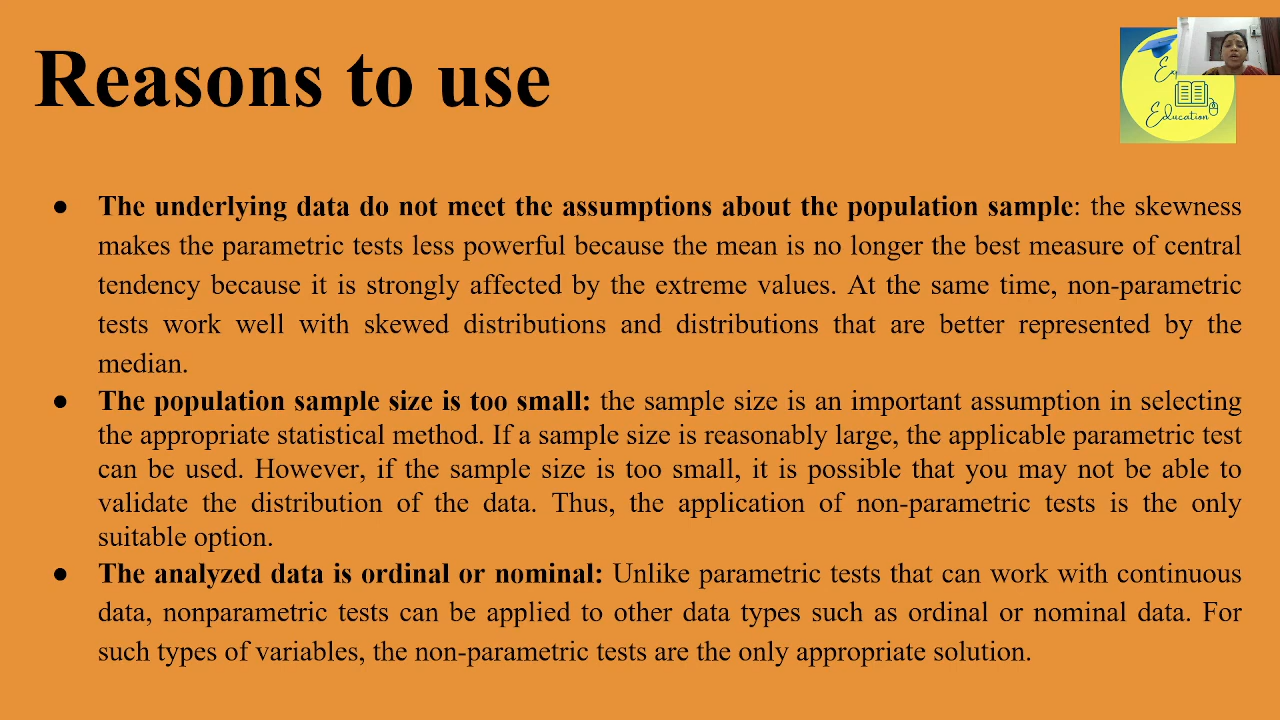 Reasons to use
Education
● The underlying data do not meet the assumptions about the population sample: the skewness
makes the parametric tests less powerful because the mean is no longer the best measure of central
tendency because it is strongly affected by the extreme values. At the same time, non-parametric
tests work well with skewed distributions and distributions that are better represented by the
median.
● The population sample size is too small: the sample size is an important assumption in selecting
the appropriate statistical method. If a sample size is reasonably large, the applicable parametric test
can be used. However, if the sample size is too small, it is possible that you may not be able to
validate the distribution of the data. Thus, the application of non-parametric tests is the only
suitable option.
● The analyzed data is ordinal or nominal: Unlike parametric tests that can work with continuous
data, nonparametric tests can be applied to other data types such as ordinal or nominal data. For
such types of variables, the non-parametric tests are the only appropriate solution.